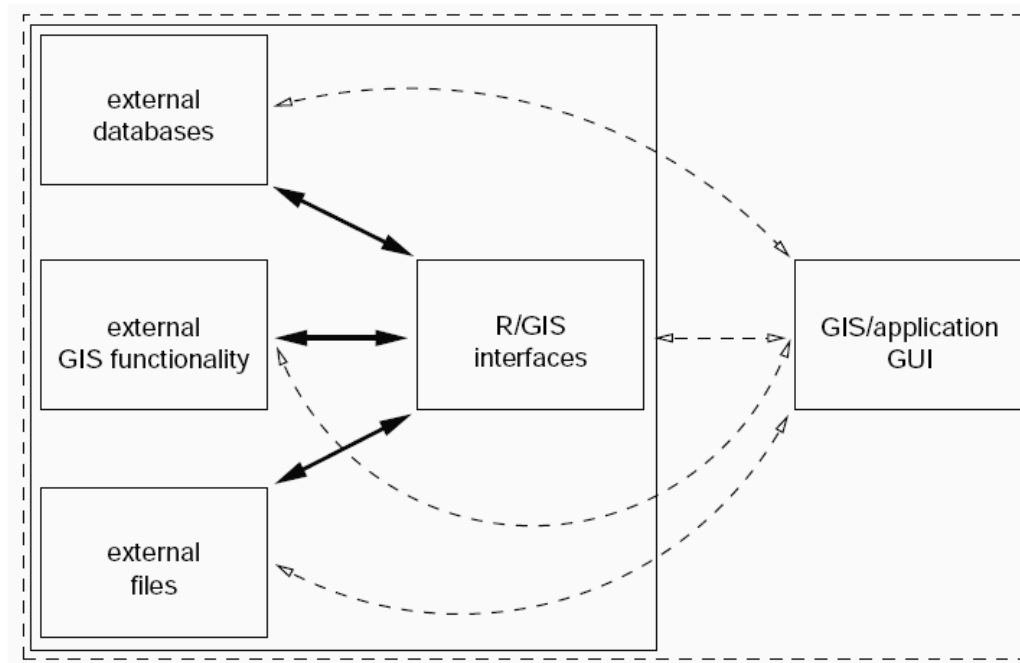 external
databases
external
GIS functionality
R/GIS
interfaces
GIS/application
GUI
external
files